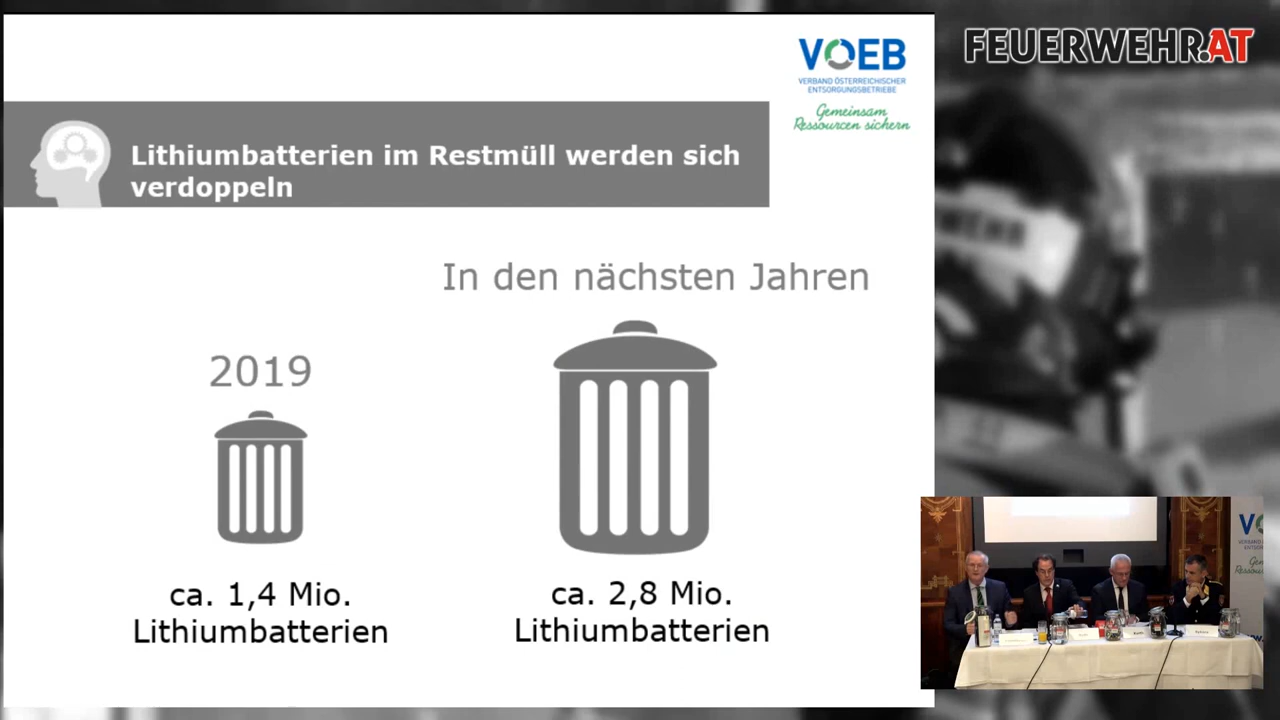 VOEB
VERBAND ÖSTERREICHISCHER
ENTSORGUNGSBETRIEBE
Gemeinsam
Ressourcen sichern
FEUERWEHR.AT
Lithiumbatterien im Restmüll werden sich
verdoppeln
In den nächsten Jahren
2019
ca. 1,4 Mio.
Lithiumbatterien
ca. 2,8 Mio.
Lithiumbatterien